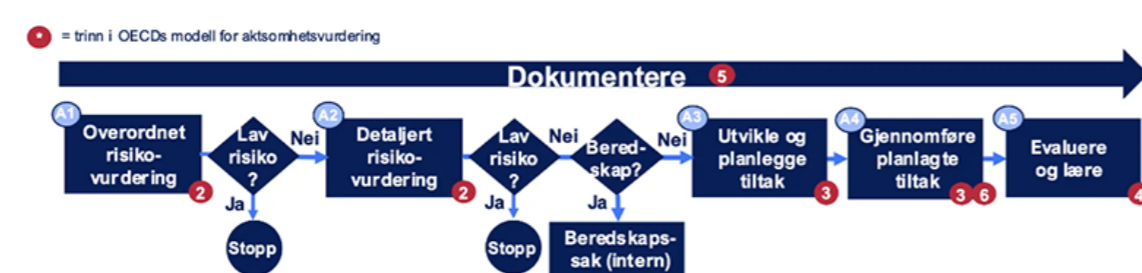 * = trinn i OECDs modell for aktsomhetsvurdering
Dokumentere 5
A1
Overordnet
risiko-
vurdering
2
Lav
risiko
?
Nei
Ja
Stopp
A2
Detaljert
risiko-
vurdering
2
Lav
risiko
?
Nei
Ja
Stopp
Bered-
skap?
Nei
Ja
Beredskaps-
sak (intern)
A3
Utvikle og
planlegge
tiltak
3
A4
Gjennomføre
planlagte
tiltak
3 6
A5
Evaluere
og lære
4